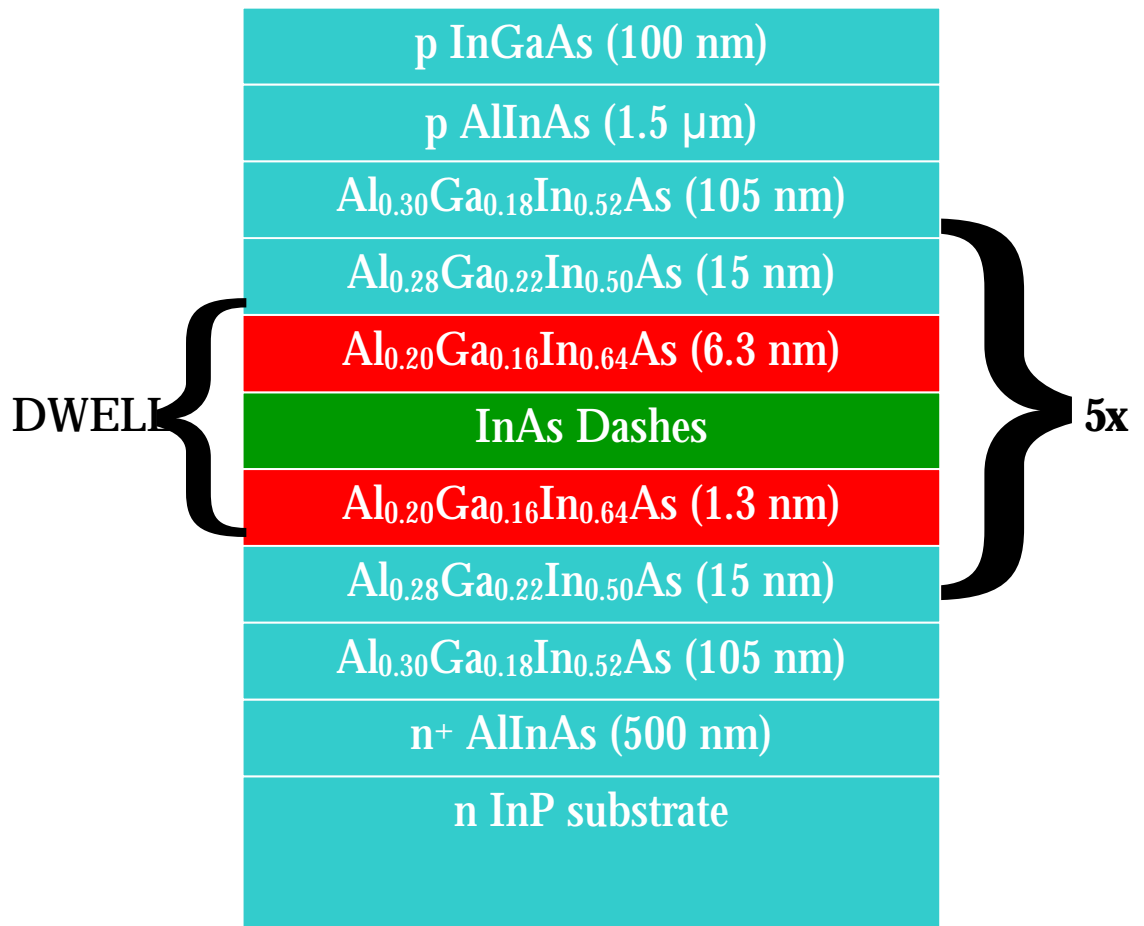 p InGaAs (100 nm)
p AlInAs (1.5 μm)
Al₀.₃₀Ga₀.₁₈In₀.₅₂As (105 nm)
Al₀.₂₈Ga₀.₂₂In₀.₅₀As (15 nm)
Al₀.₂₀Ga₀.₁₆In₀.₆₄As (6.3 nm)
DWELL
InAs Dashes
5x
Al₀.₂₀Ga₀.₁₆In₀.₆₄As (1.3 nm)
Al₀.₂₈Ga₀.₂₂In₀.₅₀As (15 nm)
Al₀.₃₀Ga₀.₁₈In₀.₅₂As (105 nm)
n⁺ AlInAs (500 nm)
n InP substrate